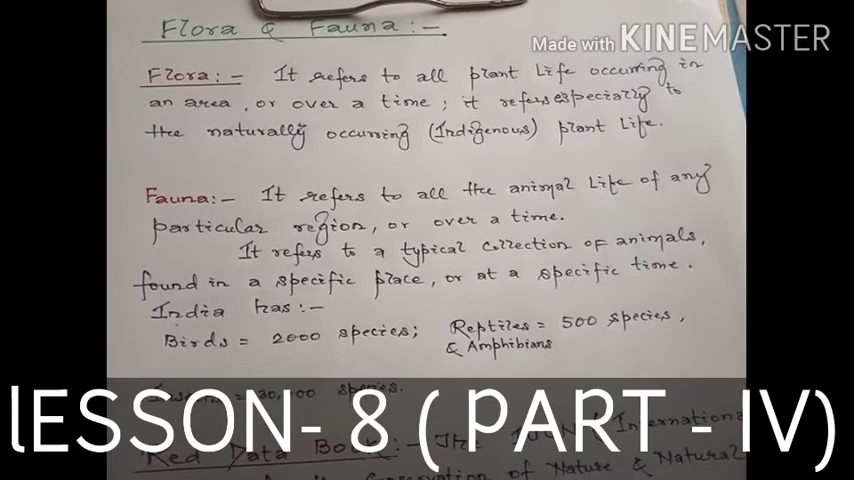 Flora & Fauna:-
Made with KINEMASTER
Flora:- It refers to all plant Life occurring in
an area, or over a time; it refers especially to
the naturally occurring (Indigenous) plant Life.
Fauna:- It refers to all the animal Life of any
particular region, or over a time.
It refers to a typical collection of animals,
found in a specific place, or at a specific time.
India has:-
Birds = 2000 species; Reptiles = 500 species,
& Amphibians
species.
lESSON- 8 ( PART - IV)
Red Data Book:- The IUCN (International
of Nature & Natural